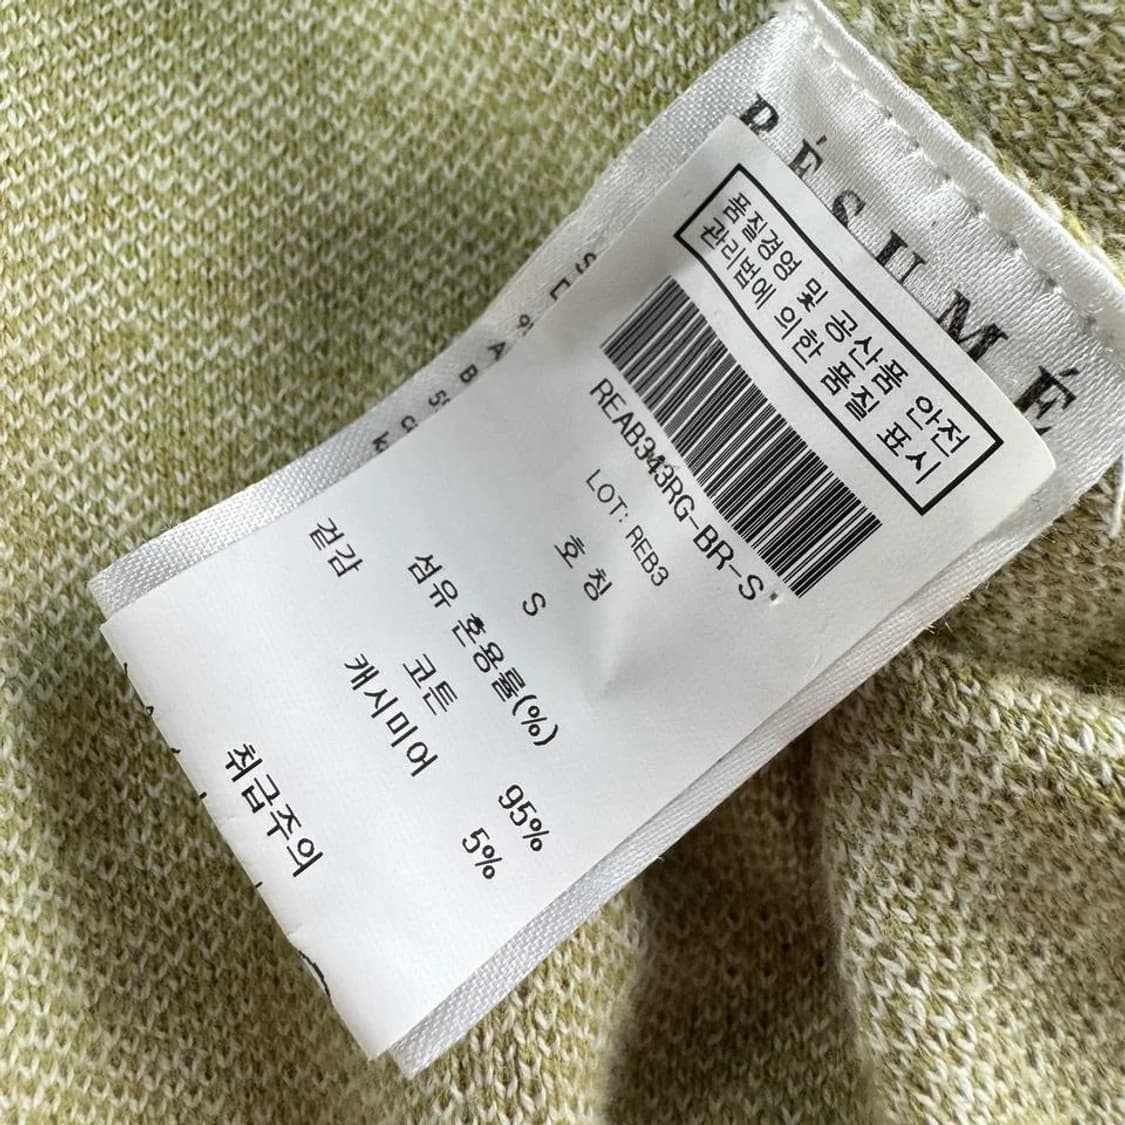 RÉSUMÉ
품질경영 및 공산품 안전
관리법에 의한 품질 표시
REAB343RG-BR-S
LOT: REB3
호 칭
S
섬유 혼용률(%)
겉감
코튼 95%
캐시미어 5%
취급주의